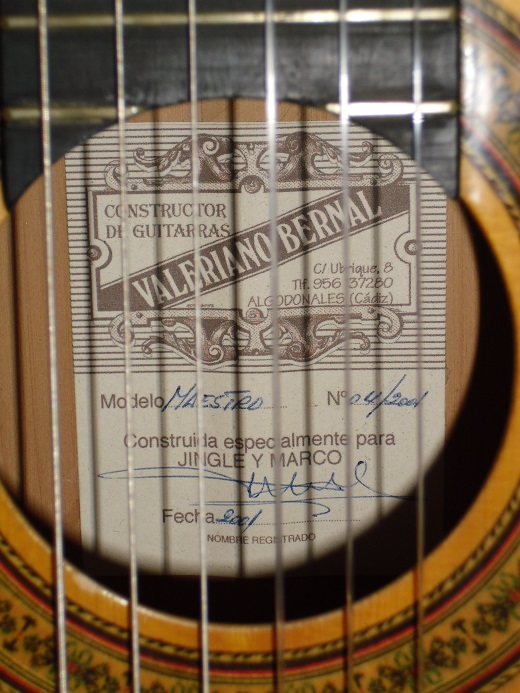 CONSTRUCTOR
DE GUITARRAS
VALERIANO BERNAL
C/ Ubrique, 8
Tlf. 956 137280
ALGODONALES (Cádiz)
Modelo MAESTRO Nº 04/2001
Construida especialmente para
JINGLE Y MARCO
Fecha 2001
NOMBRE REGISTRADO